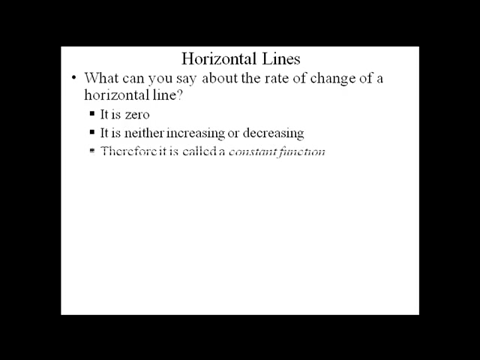 Horizontal Lines
• What can you say about the rate of change of a
horizontal line?
▪ It is zero
▪ It is neither increasing or decreasing
▪ Therefore it is called a constant function